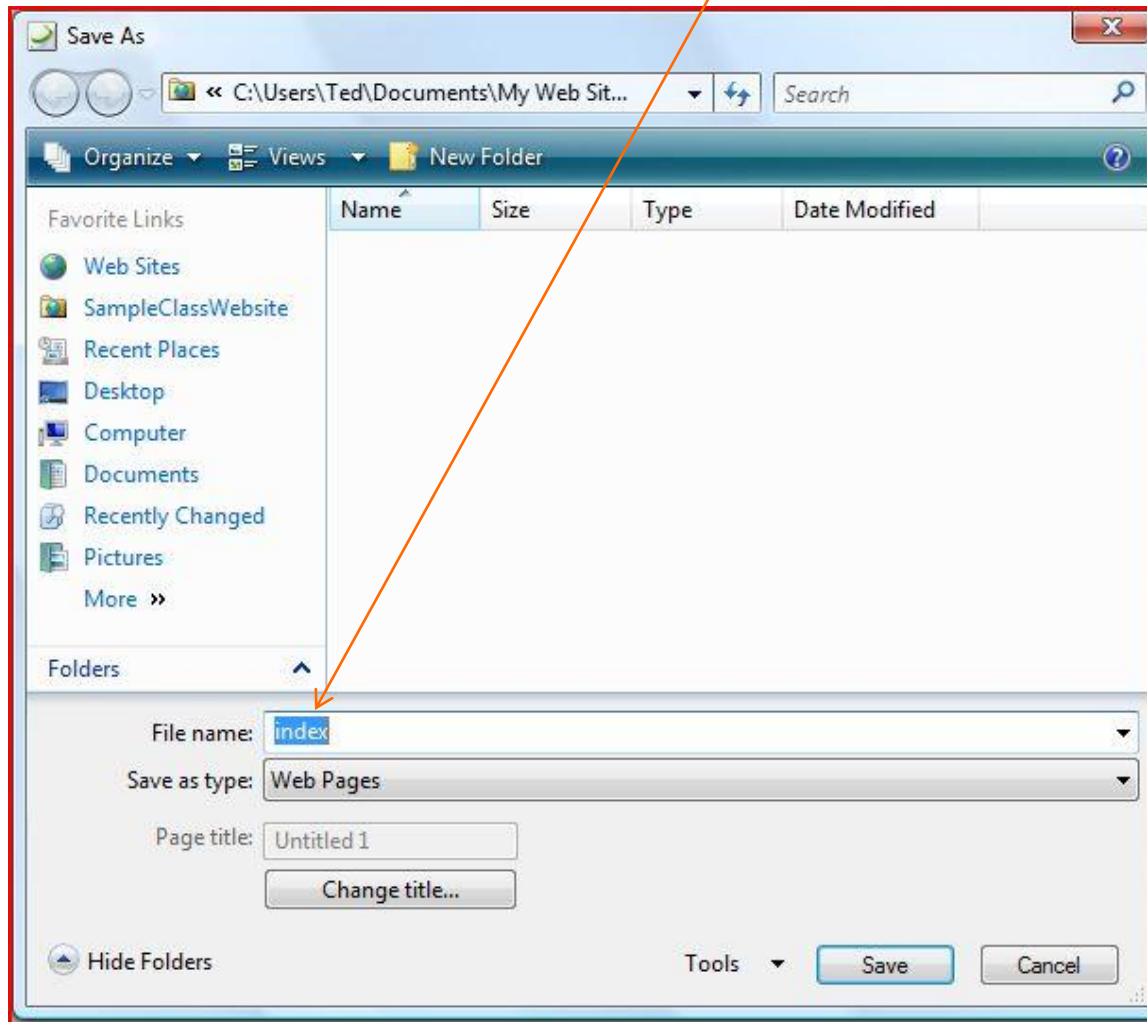 Save As
« C:\Users\Ted\Documents\My Web Sit... Search
Organize Views New Folder
Favorite Links
Name Size Type Date Modified
Web Sites
SampleClassWebsite
Recent Places
Desktop
Computer
Documents
Recently Changed
Pictures
More »
Folders
File name: index
Save as type: Web Pages
Page title: Untitled 1
Change title...
Hide Folders Tools Save Cancel